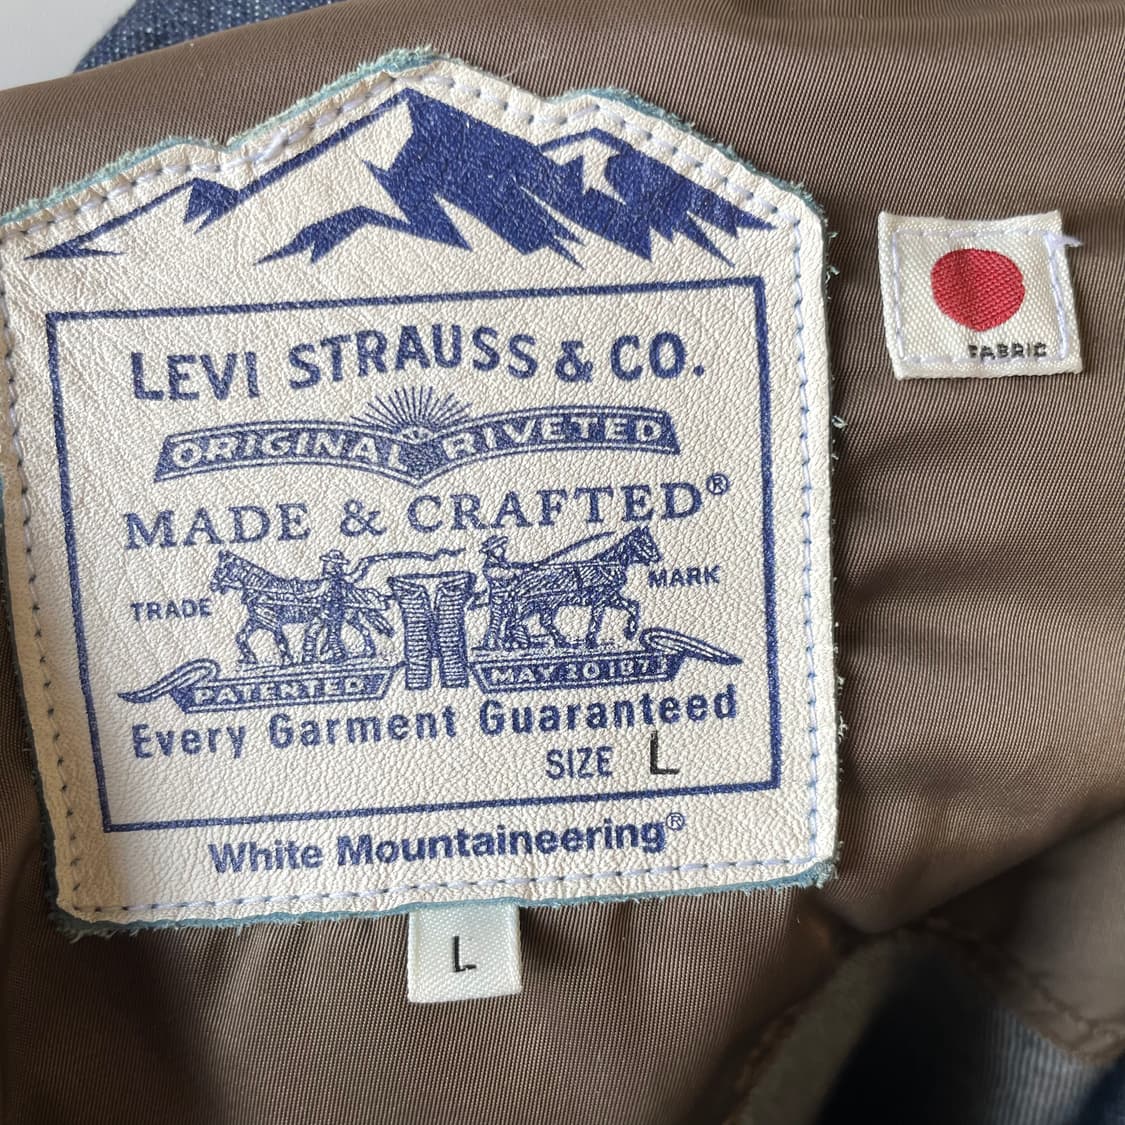 LEVI STRAUSS & CO.
ORIGINAL RIVETED
MADE & CRAFTED®
TRADE MARK
PATENTED MAY 20 1873
Every Garment Guaranteed
SIZE L
White Mountaineering®
L
FABRIC